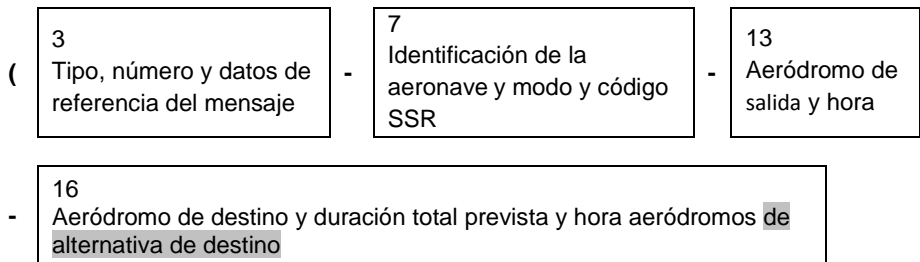 3
Tipo, número y datos de
referencia del mensaje
(
-
7
Identificación de la
aeronave y modo y código
SSR
-
13
Aeródromo de
salida y hora
-
16
Aeródromo de destino y duración total prevista y hora aeródromos de
alternativa de destino